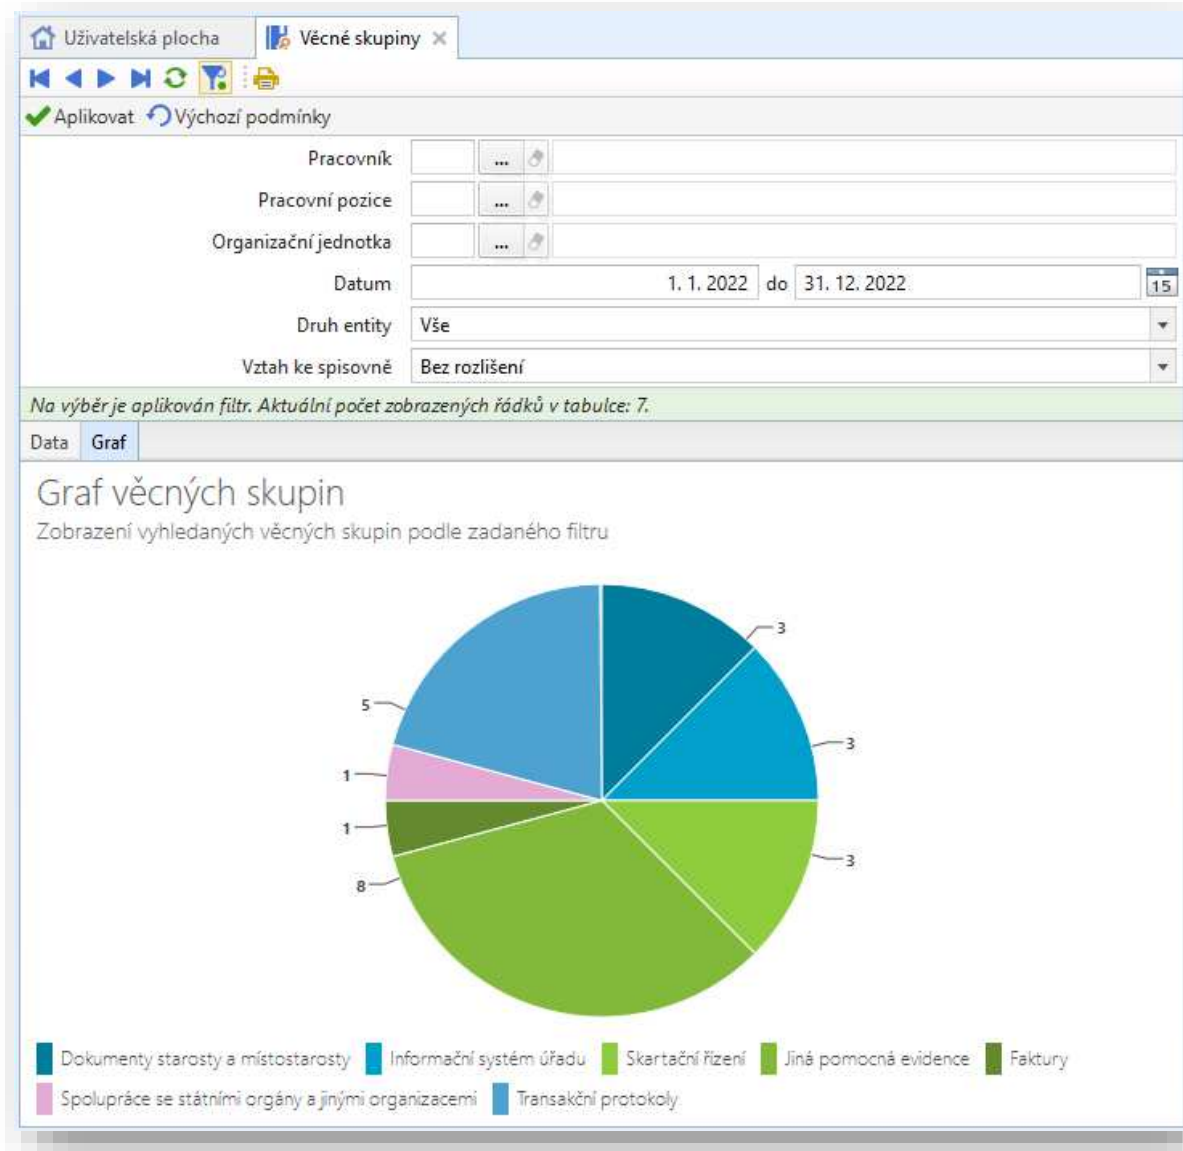 Uživatelská plocha Věcné skupiny
Aplikovat Výchozí podmínky
Pracovník ...
Pracovní pozice ...
Organizační jednotka ...
Datum 1. 1. 2022 do 31. 12. 2022 15
Druh entity Vše
Vztah ke spisovně Bez rozlišení
Na výběr je aplikován filtr. Aktuální počet zobrazených řádků v tabulce: 7.
Data Graf
Graf věcných skupin
Zobrazení vyhledaných věcných skupin podle zadaného filtru
3
5
3
1
1
3
8
Dokumenty starosty a místostarosty Informační systém úřadu Skartační řízení Jiná pomocná evidence Faktury
Spolupráce se státními orgány a jinými organizacemi Transakční protokoly